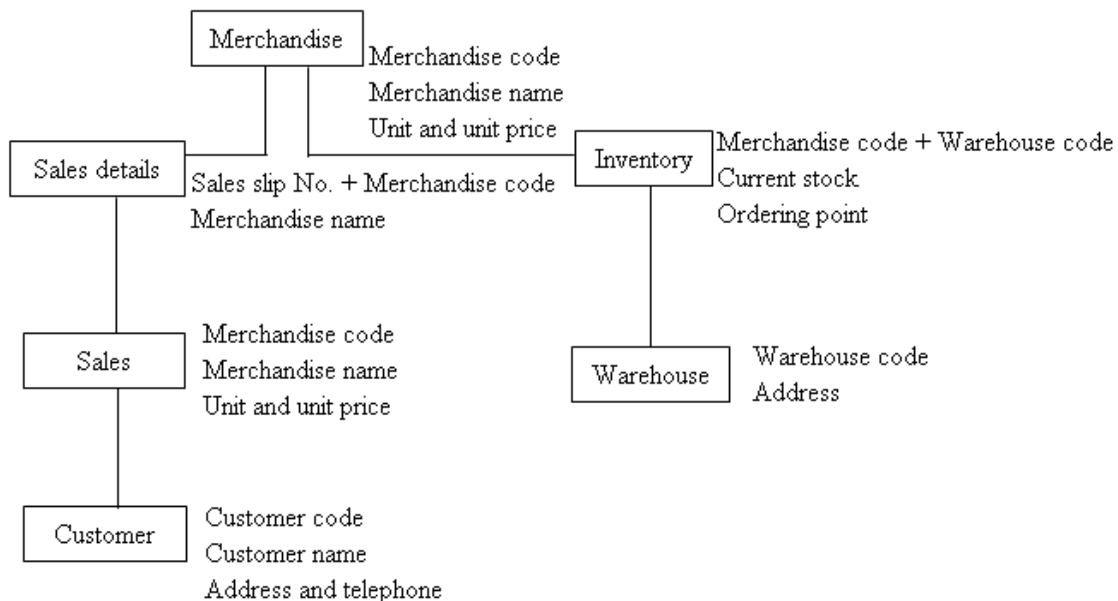 Merchandise
Merchandise code
Merchandise name
Unit and unit price
Sales details
Sales slip No. + Merchandise code
Merchandise name
Inventory
Merchandise code + Warehouse code
Current stock
Ordering point
Sales
Merchandise code
Merchandise name
Unit and unit price
Warehouse
Warehouse code
Address
Customer
Customer code
Customer name
Address and telephone